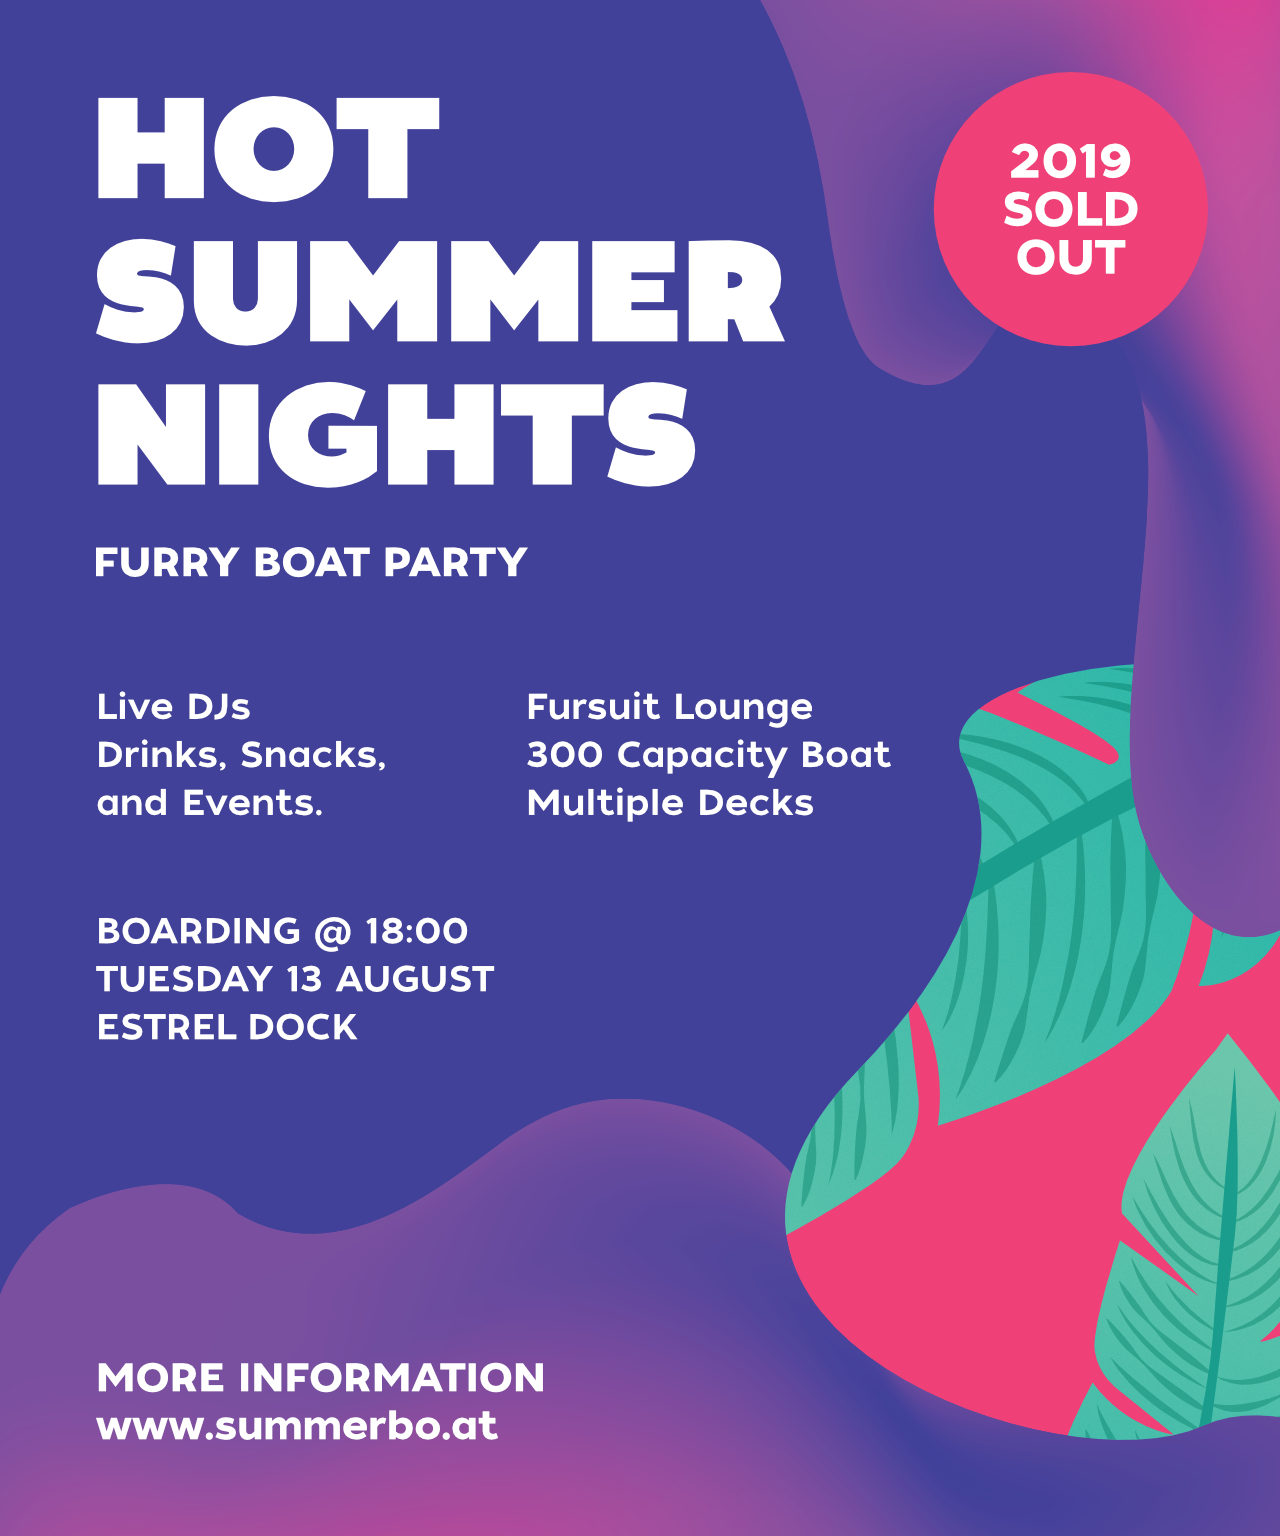 HOT
SUMMER
NIGHTS
2019
SOLD
OUT
FURRY BOAT PARTY
Live DJs
Drinks, Snacks,
and Events.
Fursuit Lounge
300 Capacity Boat
Multiple Decks
BOARDING @ 18:00
TUESDAY 13 AUGUST
ESTREL DOCK
MORE INFORMATION
www.summerbo.at